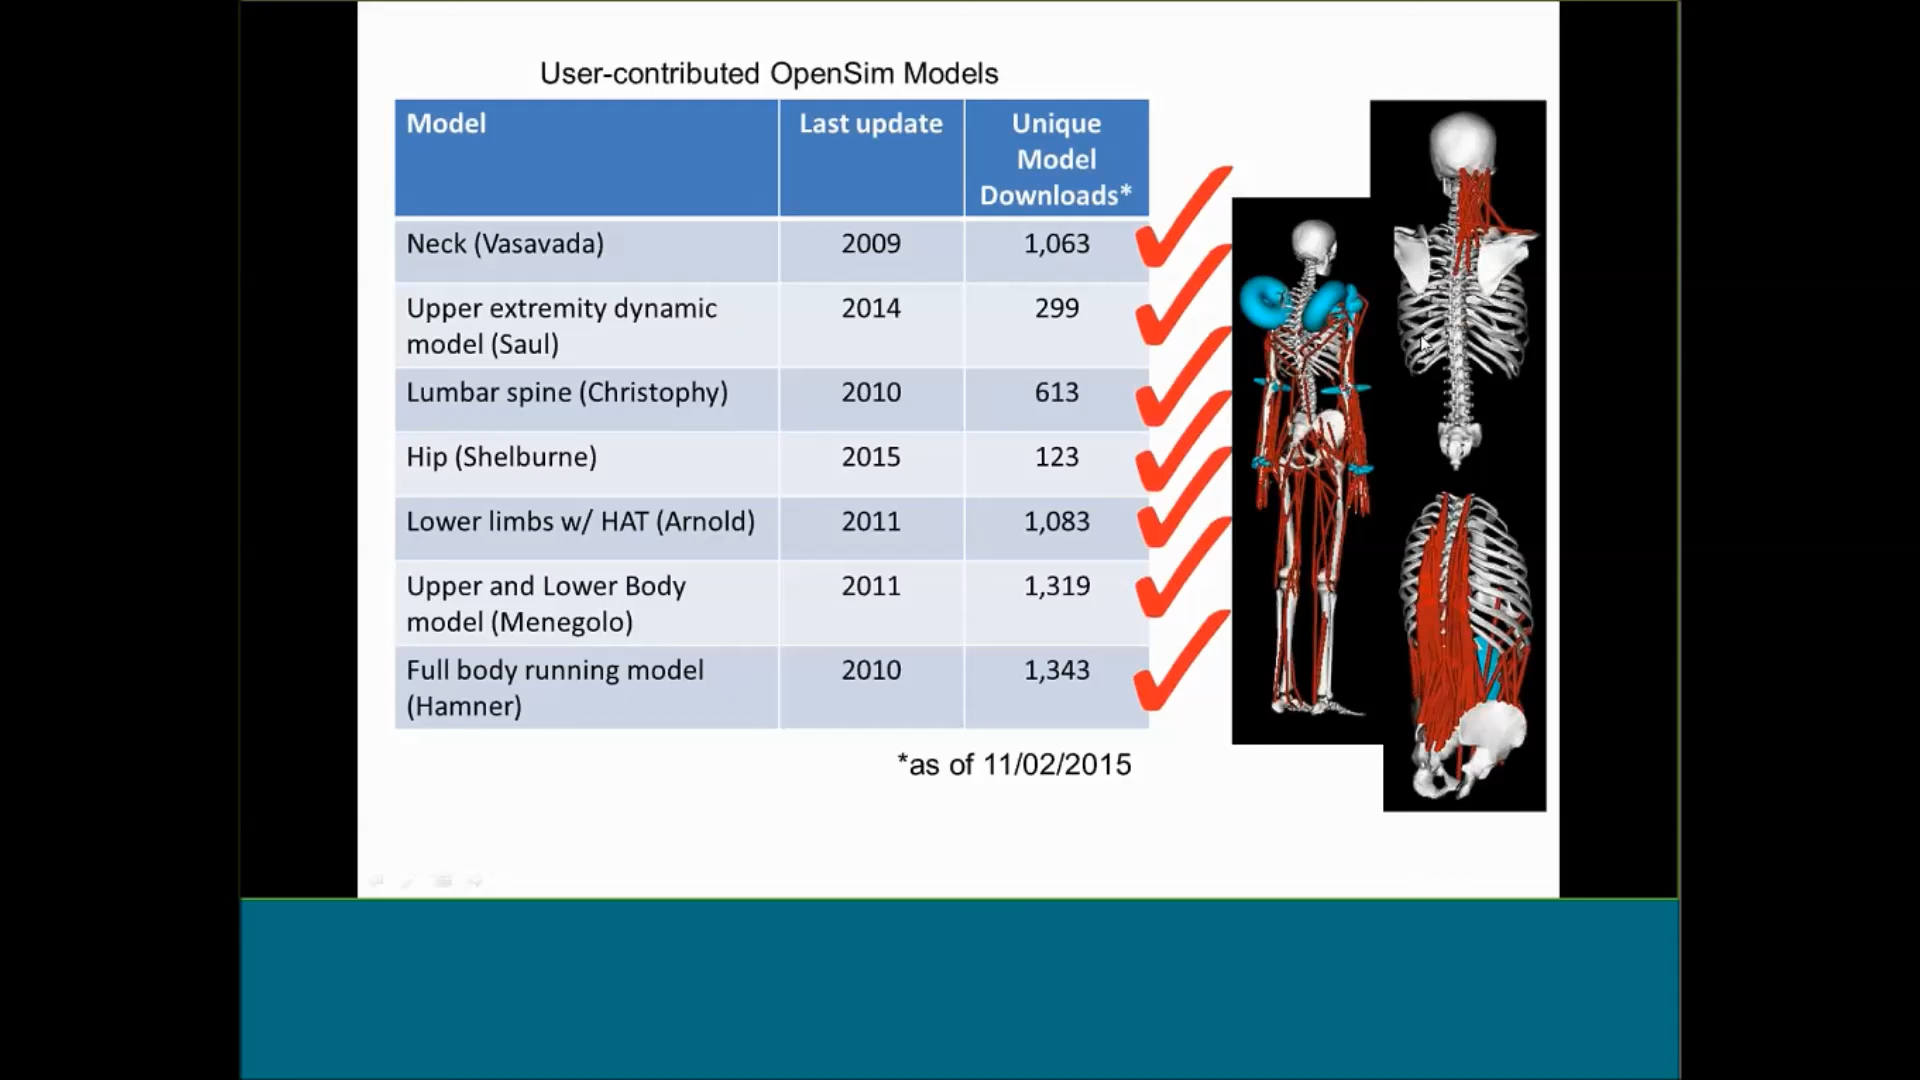 User-contributed OpenSim Models
Model Last update Unique
Model
Downloads*
Neck (Vasavada) 2009 1,063
Upper extremity dynamic 2014 299
model (Saul)
Lumbar spine (Christophy) 2010 613
Hip (Shelburne) 2015 123
Lower limbs w/ HAT (Arnold) 2011 1,083
Upper and Lower Body 2011 1,319
model (Menegolo)
Full body running model 2010 1,343
(Hamner)
*as of 11/02/2015